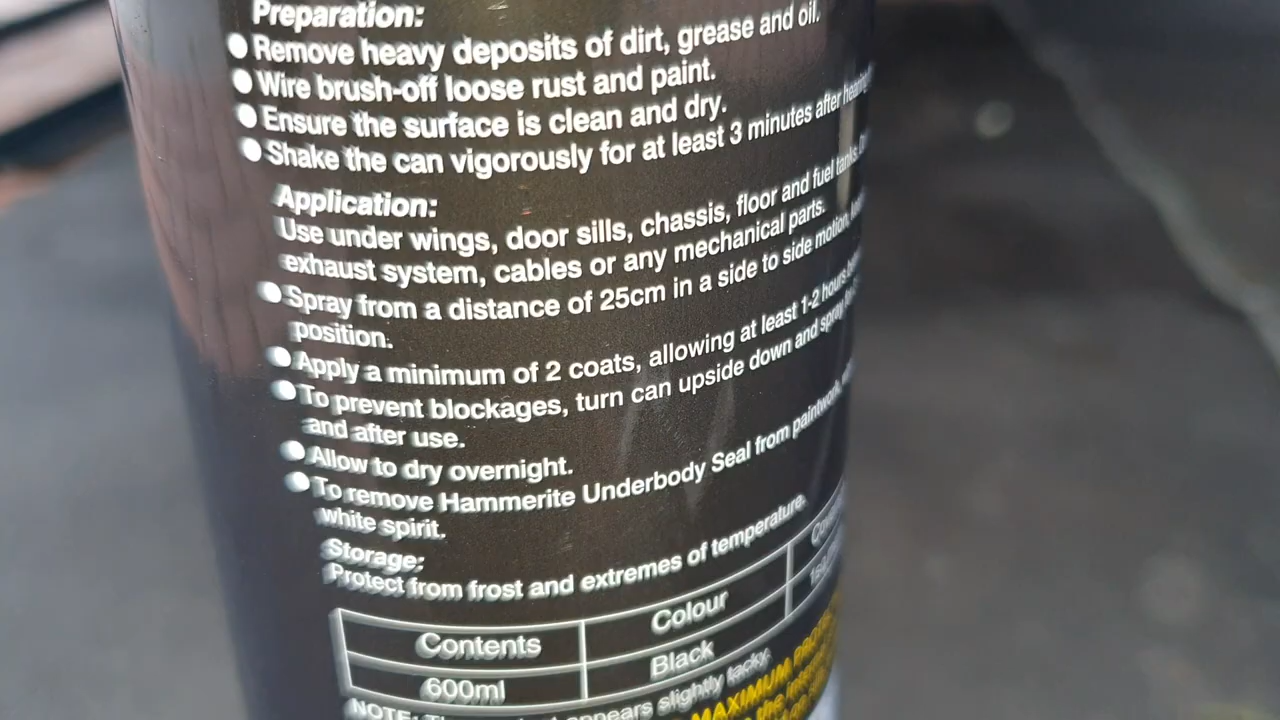 Preparation:
● Remove heavy deposits of dirt, grease and oil.
● Wire brush-off loose rust and paint.
● Ensure the surface is clean and dry.
● Shake the can vigorously for at least 3 minutes after hearing
Application:
Use under wings, door sills, chassis, floor and fuel tanks.
exhaust system, cables or any mechanical parts.
● Spray from a distance of 25cm in a side to side motion,
position.
● Apply a minimum of 2 coats, allowing at least 1-2 hours
● To prevent blockages, turn can upside down and spray
and after use.
● Allow to dry overnight.
● To remove Hammerite Underbody Seal from paintwork,
white spirit.
Storage:
Protect from frost and extremes of temperature.
Contents Colour
600ml Black
NOTE: appears slightly tacky.
MAXIMUM
the